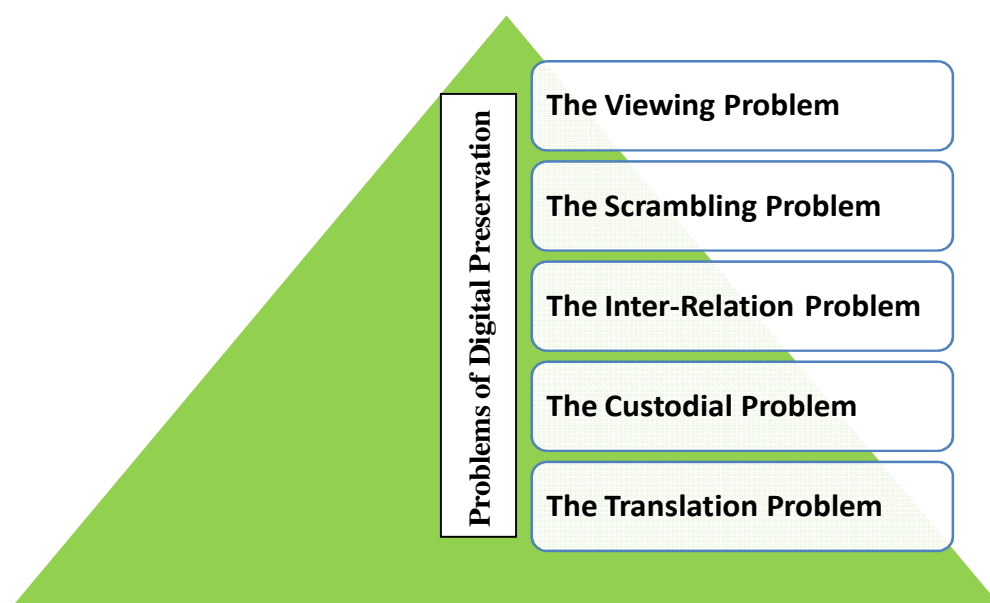 Problems of Digital Preservation
The Viewing Problem
The Scrambling Problem
The Inter-Relation Problem
The Custodial Problem
The Translation Problem